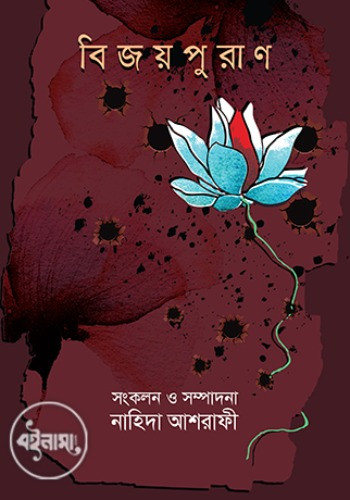 বিজয়পুরাণ
সংকলন ও সম্পাদনা
নাহিদা আশরাফী
বইনামা